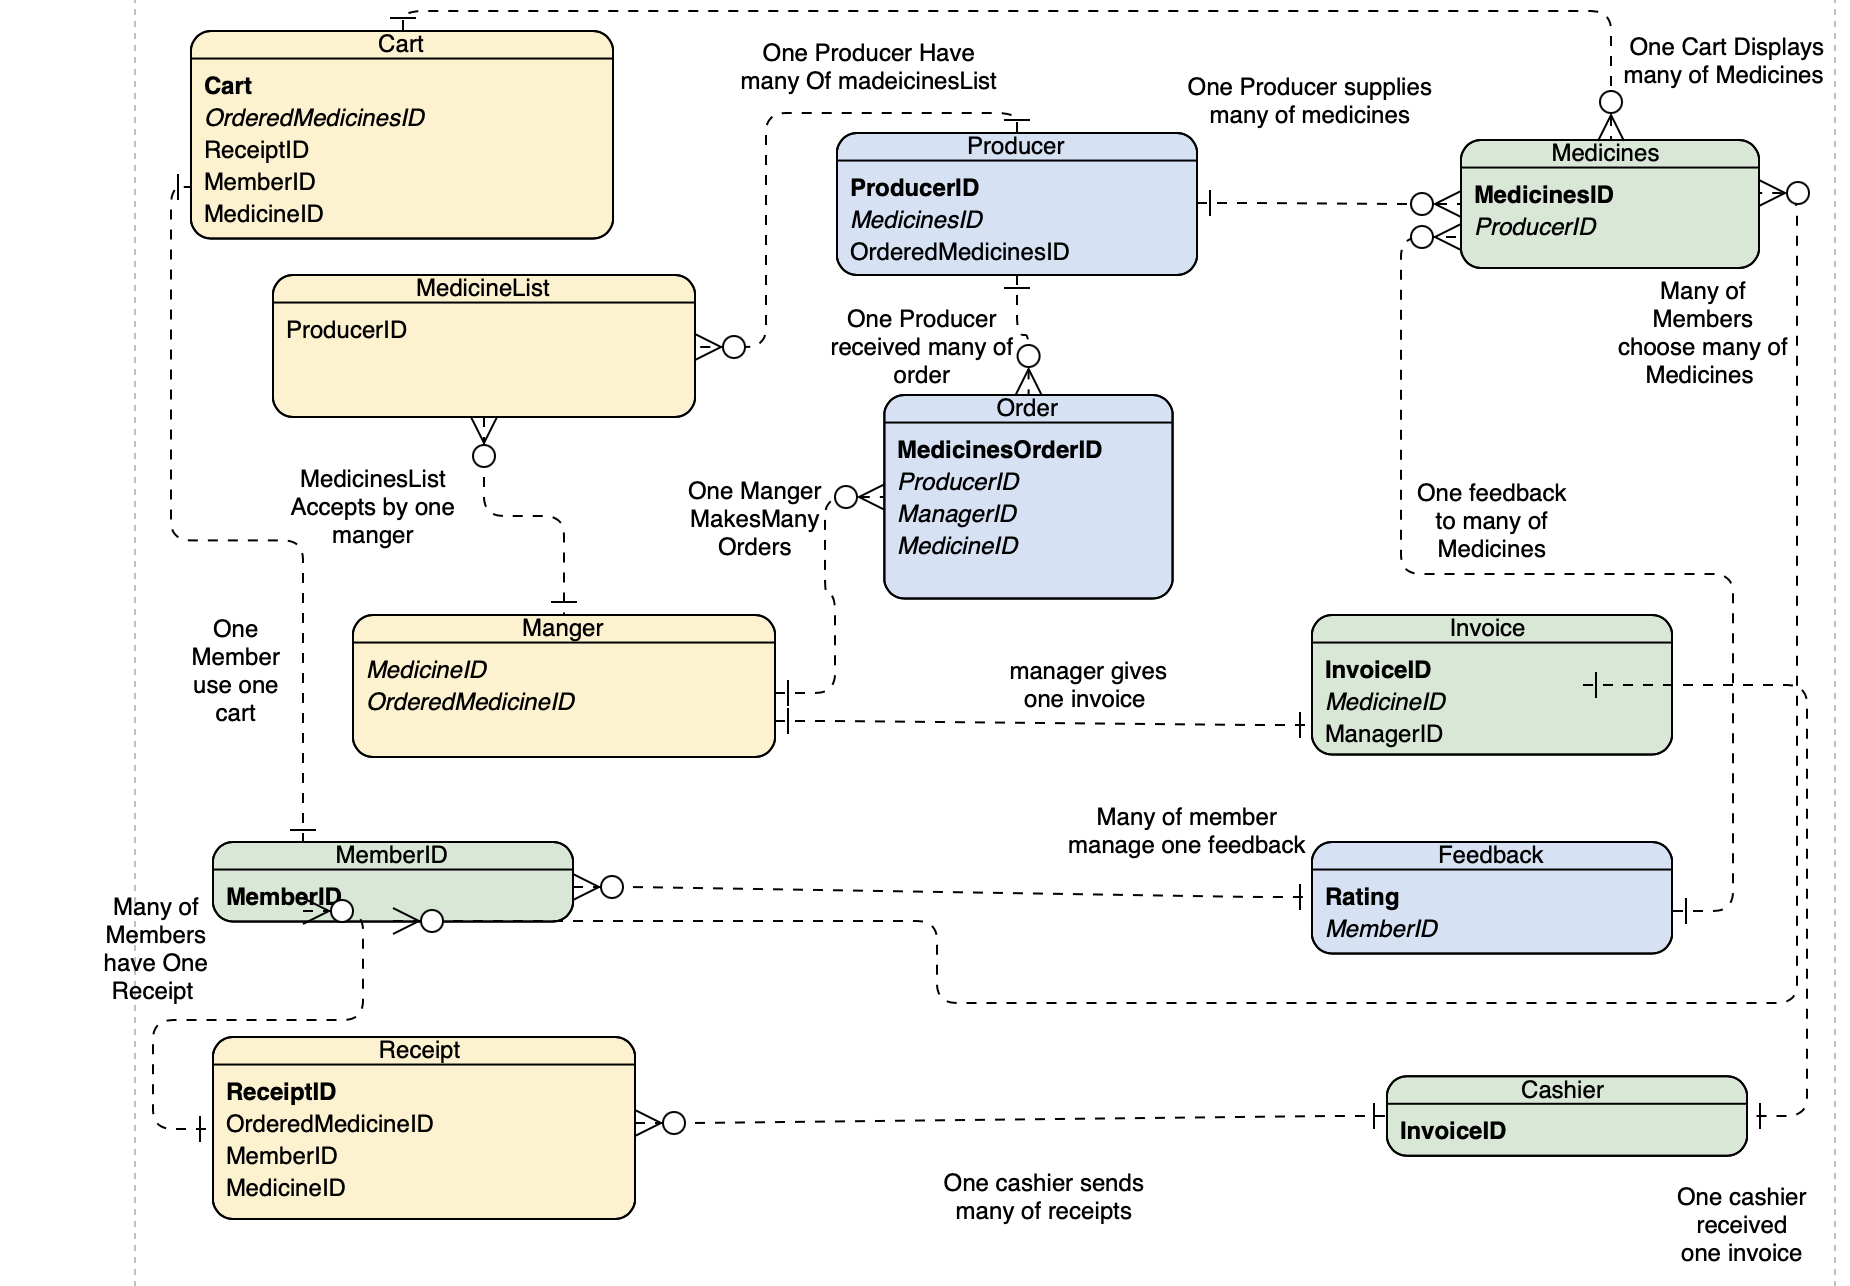 Cart
Cart
OrderedMedicinesID
ReceiptID
MemberID
MedicineID
One Producer Have
many Of madeicinesList
One Producer supplies
many of medicines
One Cart Displays
many of Medicines
Producer
ProducerID
MedicinesID
OrderedMedicinesID
Medicines
MedicinesID
ProducerID
MedicineList
ProducerID
One Producer
received many of
order
Many of
Members
choose many of
Medicines
Order
MedicinesOrderID
ProducerID
ManagerID
MedicineID
MedicinesList
Accepts by one
manger
One Manger
MakesMany
Orders
One feedback
to many of
Medicines
One
Member
use one
cart
Manger
MedicineID
OrderedMedicineID
manager gives
one invoice
Invoice
InvoiceID
MedicineID
ManagerID
MemberID
MemberID
Many of member
manage one feedback
Feedback
Rating
MemberID
Many of
Members
have One
Receipt
Receipt
ReceiptID
OrderedMedicineID
MemberID
MedicineID
Cashier
InvoiceID
One cashier sends
many of receipts
One cashier
received
one invoice